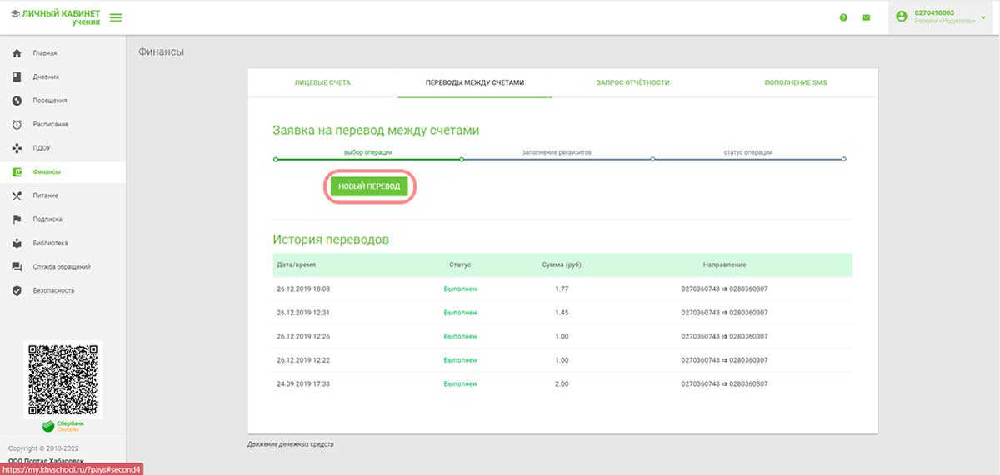 ЛИЧНЫЙ КАБИНЕТ
ученик
0270490003
Режим «Родитель»
Главная
Дневник
Посещения
Расписание
ПДОУ
Финансы
Питание
Подписка
Библиотека
Служба обращений
Безопасность
Сбербанк
Онлайн
Copyright © 2013-2022
ООО Портал Хабаровск
https://my.khvschool.ru/?pays#second4
Финансы
ЛИЦЕВЫЕ СЧЕТА ПЕРЕВОДЫ МЕЖДУ СЧЕТАМИ ЗАПРОС ОТЧЁТНОСТИ ПОПОЛНЕНИЕ SMS
Заявка на перевод между счетами
выбор операции заполнение реквизитов статус операции
НОВЫЙ ПЕРЕВОД
История переводов
Дата/время Статус Сумма (руб) Направление
26.12.2019 18:08 Выполнен 1.77 0270360743 ⇒ 0280360307
26.12.2019 12:31 Выполнен 1.45 0270360743 ⇒ 0280360307
26.12.2019 12:26 Выполнен 1.00 0270360743 ⇒ 0280360307
26.12.2019 12:22 Выполнен 1.00 0270360743 ⇒ 0280360307
24.09.2019 17:33 Выполнен 2.00 0270360743 ⇒ 0280360307
Движение денежных средств